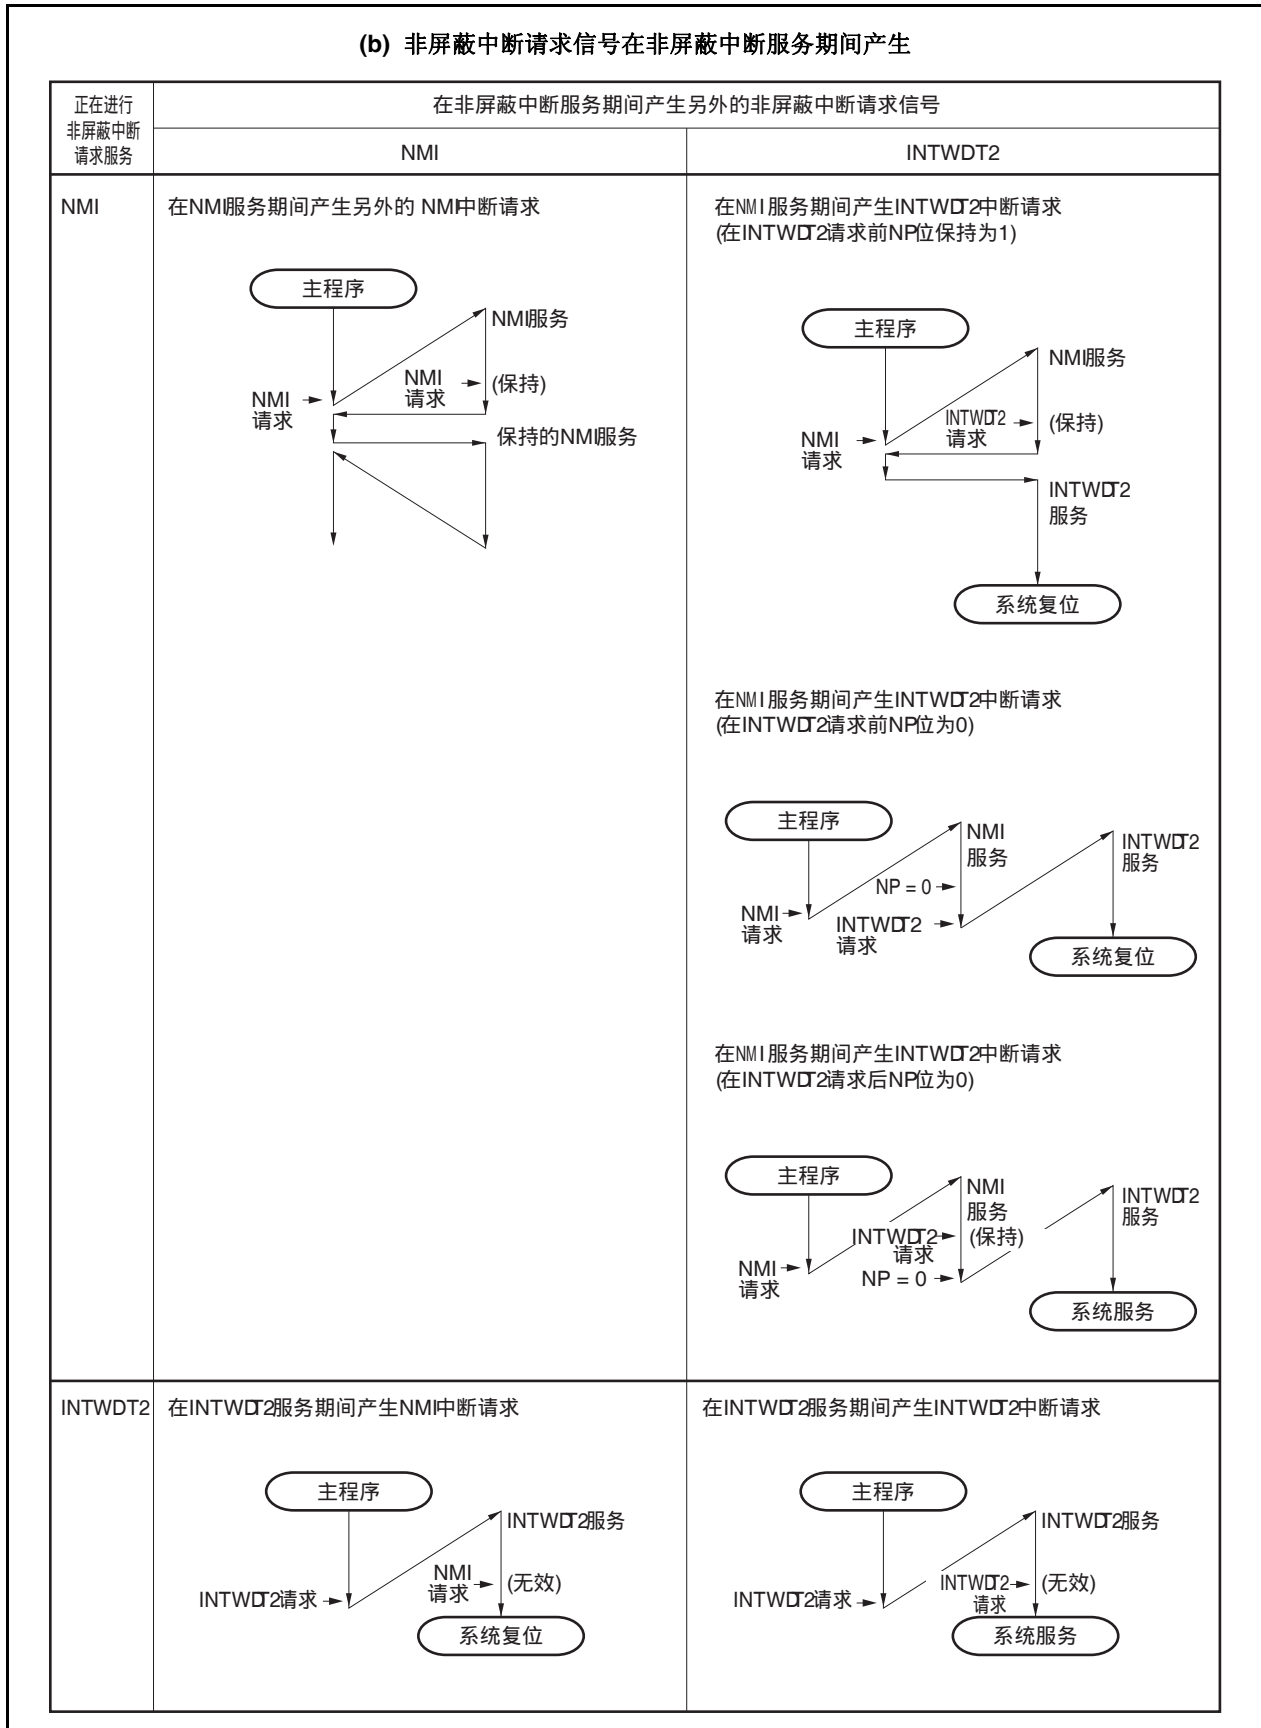 (b) 非屏蔽中断请求信号在非屏蔽中断服务期间产生
正在进行
非屏蔽中断
请求服务
在非屏蔽中断服务期间产生另外的非屏蔽中断请求信号
NMI
INTWDT2
NMI
在NMI服务期间产生另外的 NMI中断请求
主程序
NMI服务
NMI
请求
(保持)
NMI
请求
保持的NMI服务
在NMI服务期间产生INTWDT2中断请求
(在INTWDT2请求前NP位保持为1)
主程序
NMI服务
INTWDT2
请求
(保持)
NMI
请求
INTWDT2
服务
系统复位
在NMI服务期间产生INTWDT2中断请求
(在INTWDT2请求前NP位为0)
主程序
NMI
服务
INTWDT2
服务
NP = 0
NMI
请求
INTWDT2
请求
系统复位
在NMI服务期间产生INTWDT2中断请求
(在INTWDT2请求后NP位为0)
主程序
NMI
服务
(保持)
INTWDT2
服务
INTWDT2
请求
NMI
请求
NP = 0
系统服务
INTWDT2
在INTWDT2服务期间产生NMI中断请求
主程序
INTWDT2服务
NMI
请求
(无效)
INTWDT2请求
系统复位
在INTWDT2服务期间产生INTWDT2中断请求
主程序
INTWDT2服务
INTWDT2
请求
(无效)
INTWDT2请求
系统服务